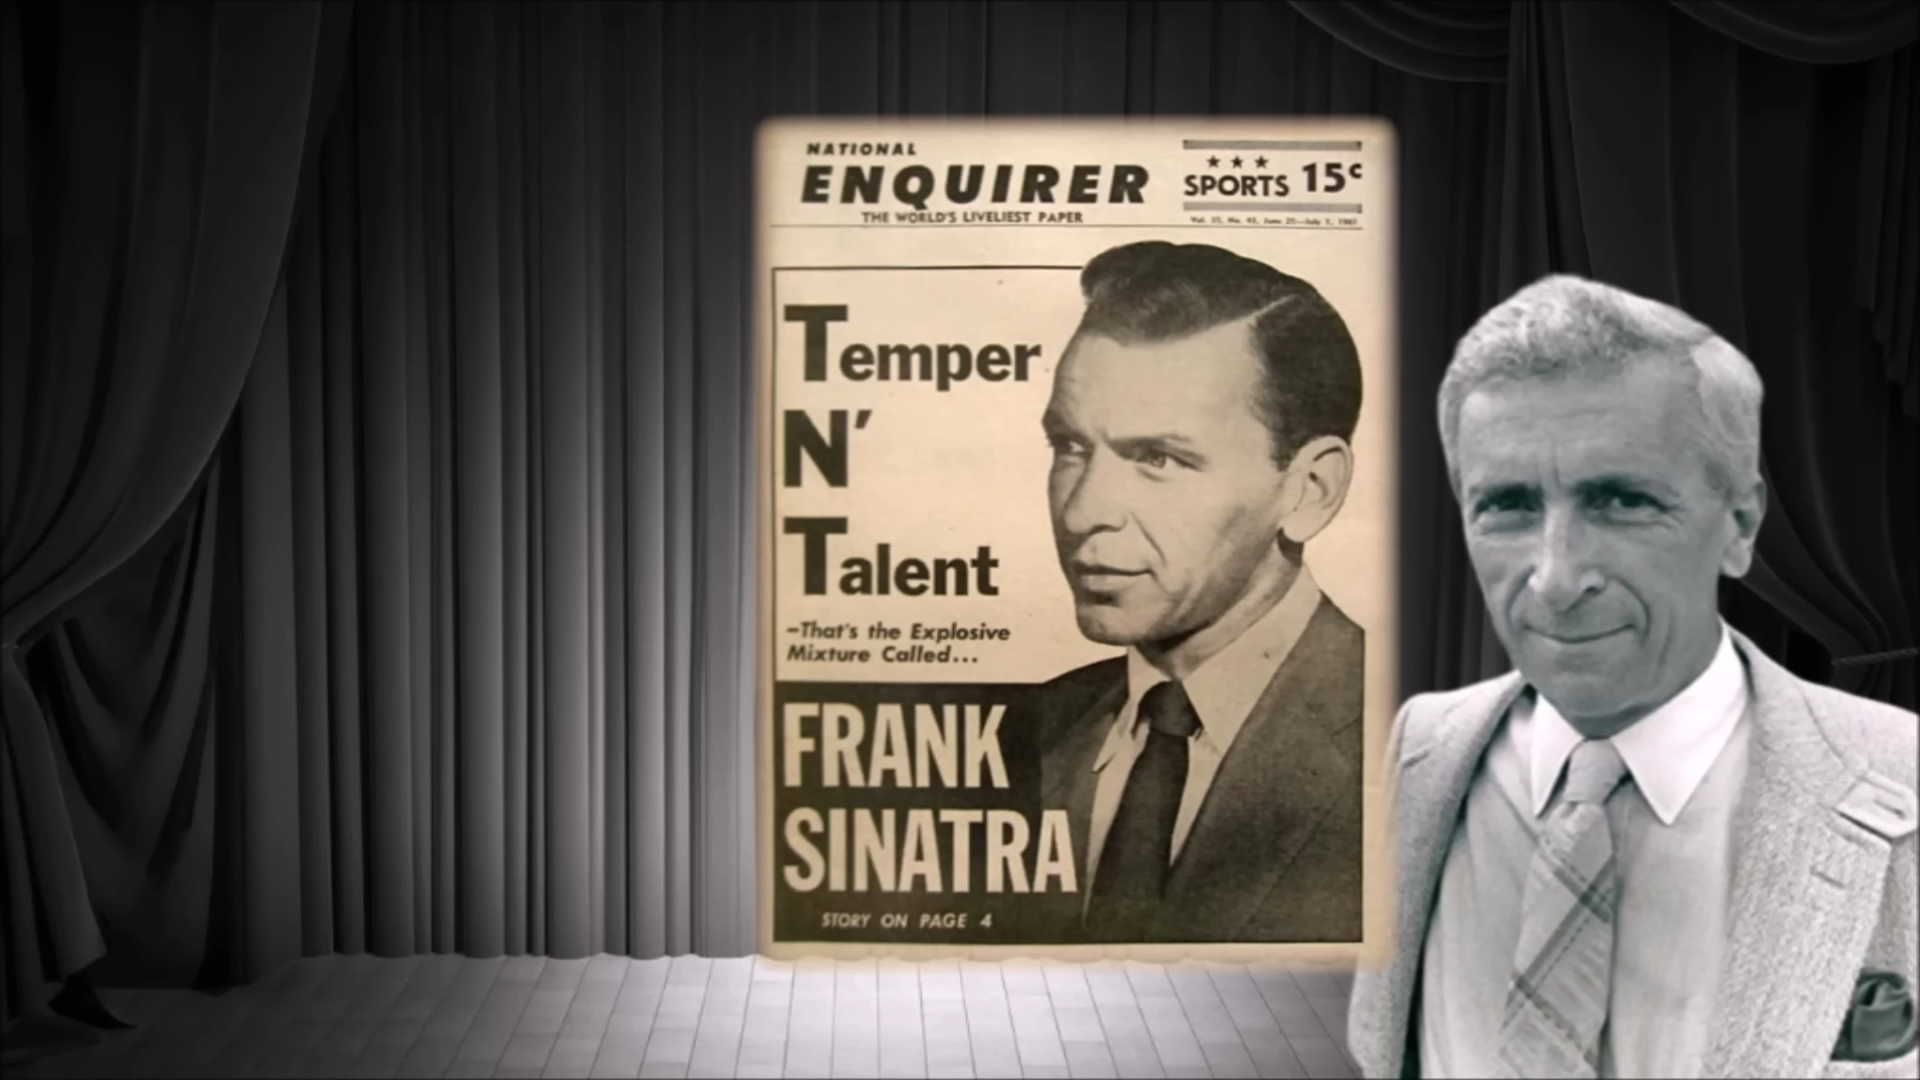 NATIONAL
ENQUIRER
THE WORLD'S LIVELIEST PAPER
★ ★ ★
SPORTS 15c
Temper
N'
Talent
–That's the Explosive
Mixture Called...
FRANK
SINATRA
STORY ON PAGE 4